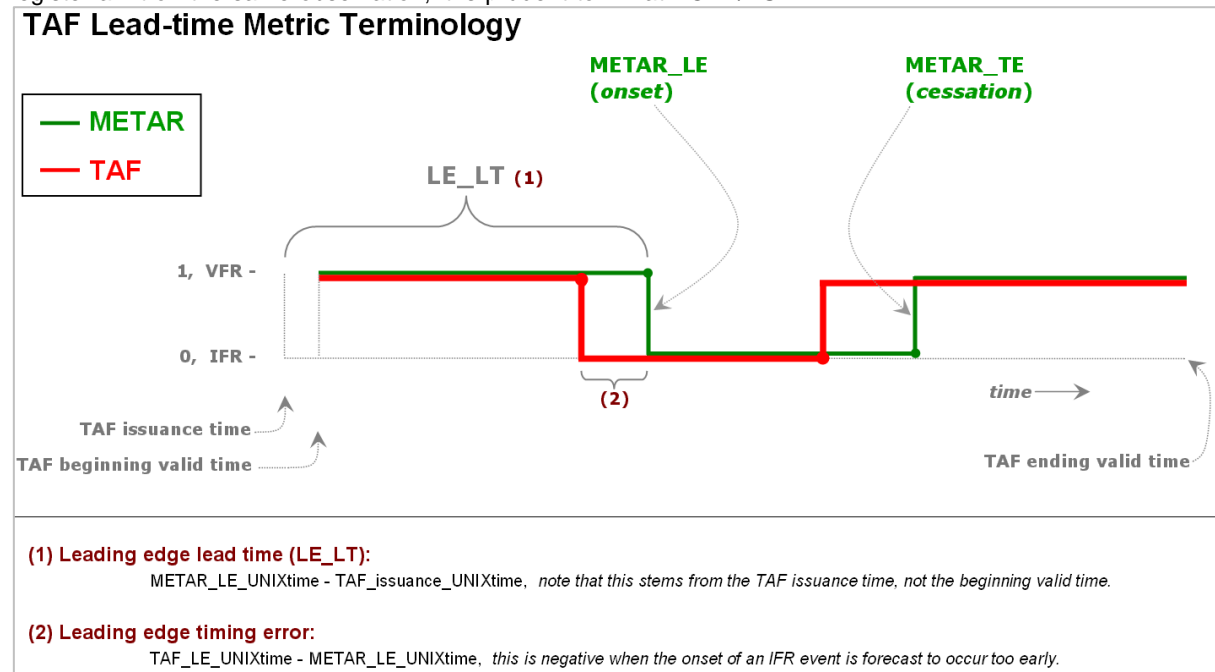 TAF Lead-time Metric Terminology
METAR_LE
(onset)
METAR_TE
(cessation)
METAR
TAF
LE_LT (1)
1, VFR -
0, IFR -
(2)
time
TAF issuance time
TAF beginning valid time
TAF ending valid time
(1) Leading edge lead time (LE_LT):
METAR_LE_UNIXtime - TAF_issuance_UNIXtime, note that this stems from the TAF issuance time, not the beginning valid time.
(2) Leading edge timing error:
TAF_LE_UNIXtime - METAR_LE_UNIXtime, this is negative when the onset of an IFR event is forecast to occur too early.